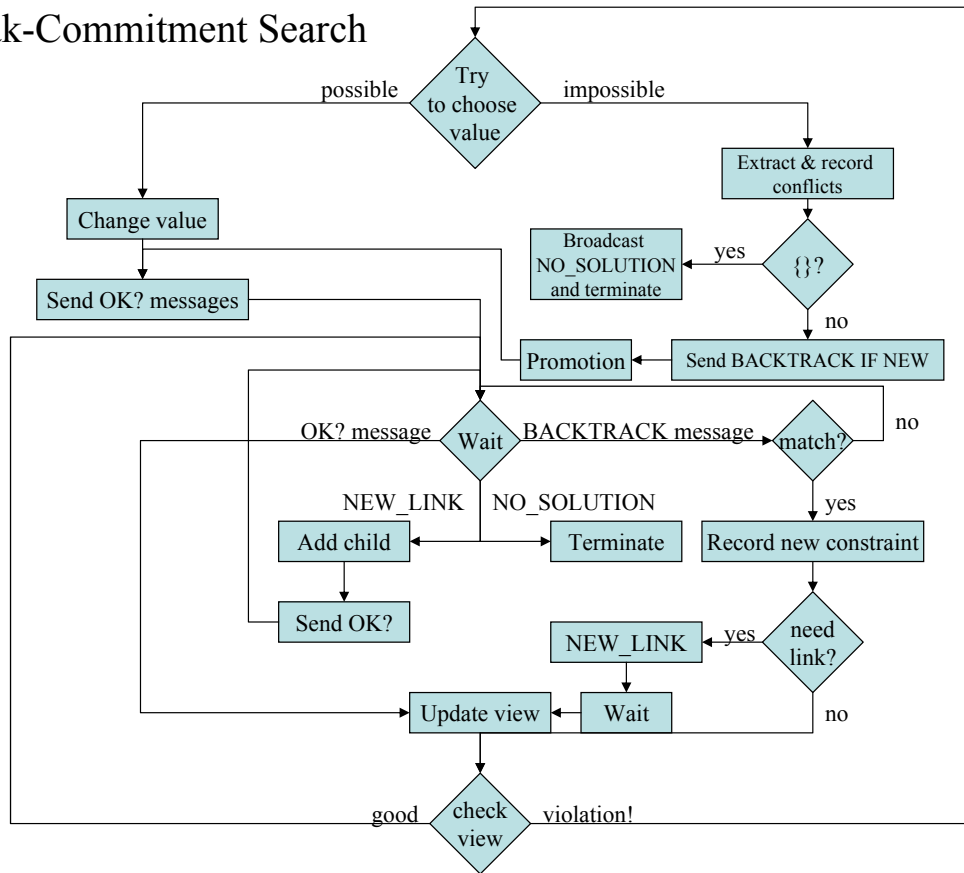 k-Commitment Search
Try
to choose
value
possible
impossible
Extract & record
conflicts
Change value
Broadcast
NO_SOLUTION
and terminate
yes
{}?
Send OK? messages
no
Promotion
Send BACKTRACK IF NEW
OK? message
Wait
BACKTRACK message
match?
no
NEW_LINK
NO_SOLUTION
yes
Add child
Terminate
Record new constraint
Send OK?
NEW_LINK
yes
need
link?
Update view
Wait
no
good
check
view
violation!